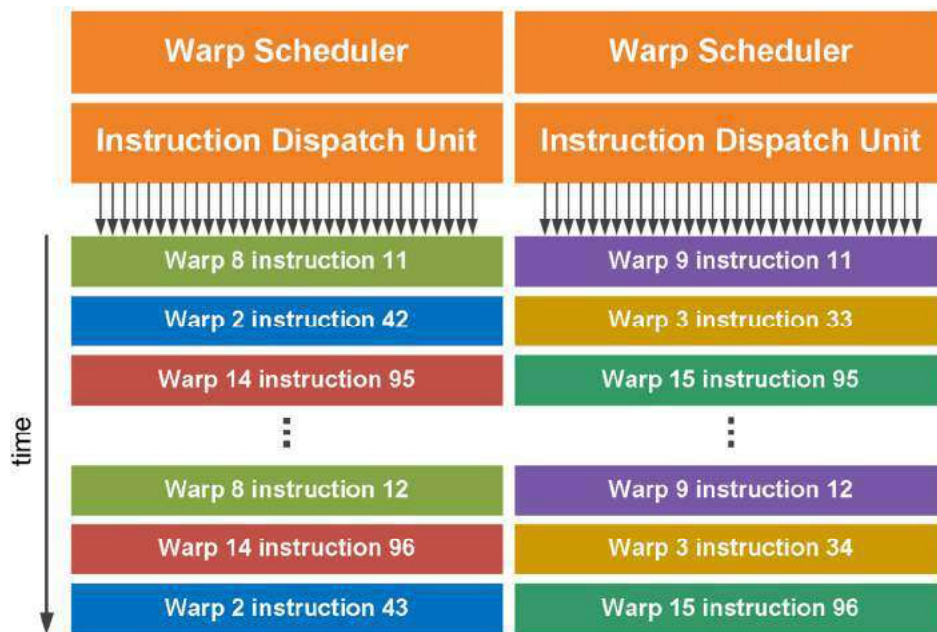 Warp Scheduler
Instruction Dispatch Unit
Warp 8 instruction 11
Warp 2 instruction 42
Warp 14 instruction 95
Warp 8 instruction 12
Warp 14 instruction 96
Warp 2 instruction 43
Warp Scheduler
Instruction Dispatch Unit
Warp 9 instruction 11
Warp 3 instruction 33
Warp 15 instruction 95
Warp 9 instruction 12
Warp 3 instruction 34
Warp 15 instruction 96
time